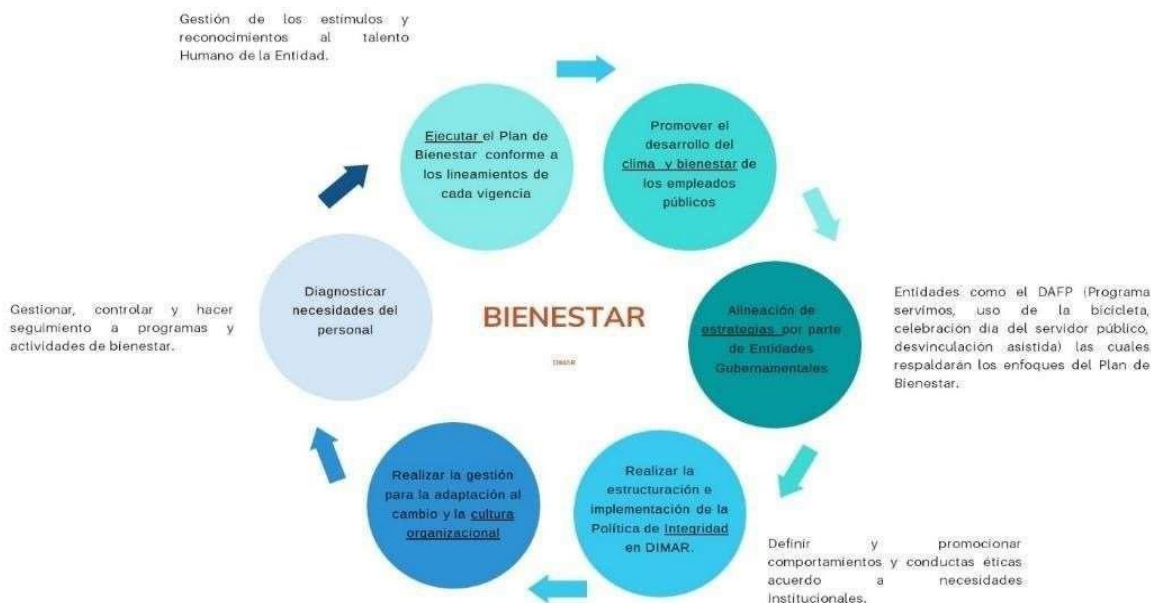 Gestión de los estímulos y
reconocimientos al talento
Humano de la Entidad.
Ejecutar el Plan de
Bienestar conforme a
los lineamientos de
cada vigencia
Promover el
desarrollo del
clima y bienestar de
los empleados
públicos
Diagnosticar
necesidades del
personal
Gestionar, controlar y hacer
seguimiento a programas y
actividades de bienestar.
BIENESTAR
DIMAR
Alineación de
estrategias por parte
de Entidades
Gubernamentales
Entidades como el DAFP (Programa
servimos, uso de la bicicleta,
celebración día del servidor público,
desvinculación asistida) las cuales
respaldarán los enfoques del Plan de
Bienestar.
Realizar la gestión
para la adaptación al
cambio y la cultura
organizacional
Realizar la
estructuración e
implementación de la
Política de Integridad
en DIMAR.
Definir y promocionar
comportamientos y conductas éticas
acuerdo a necesidades
Institucionales.